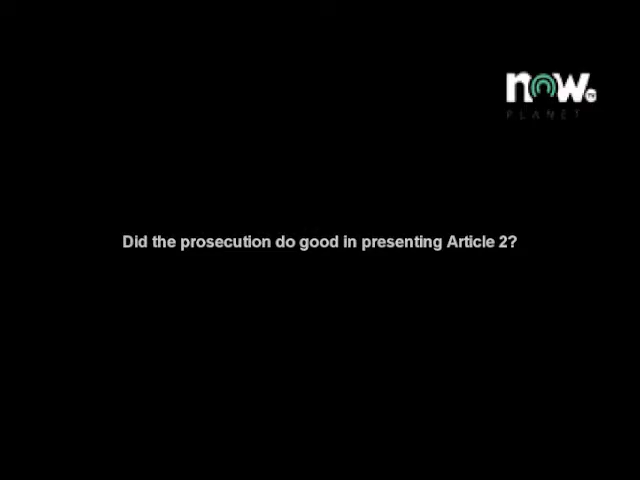 now.
PLANET
Did the prosecution do good in presenting Article 2?